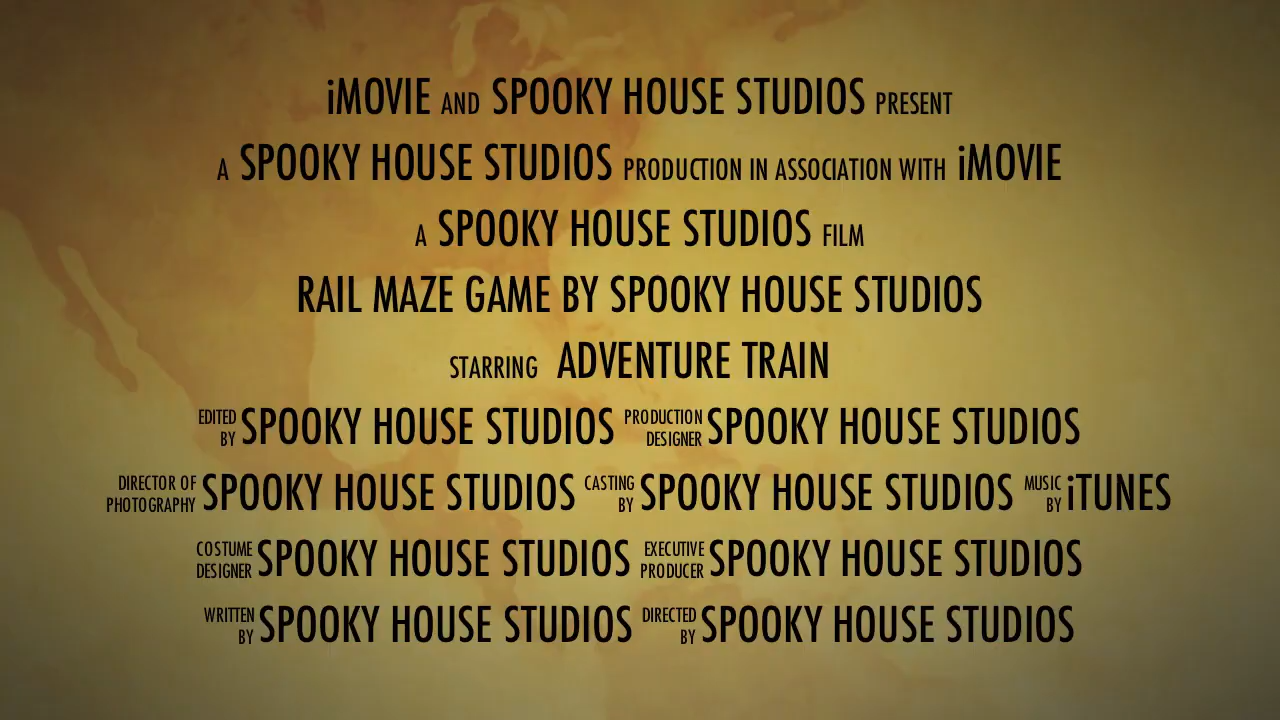 iMOVIE AND SPOOKY HOUSE STUDIOS PRESENT
A SPOOKY HOUSE STUDIOS PRODUCTION IN ASSOCIATION WITH iMOVIE
A SPOOKY HOUSE STUDIOS FILM
RAIL MAZE GAME BY SPOOKY HOUSE STUDIOS
STARRING ADVENTURE TRAIN
EDITED BY SPOOKY HOUSE STUDIOS PRODUCTION DESIGNER SPOOKY HOUSE STUDIOS
DIRECTOR OF PHOTOGRAPHY SPOOKY HOUSE STUDIOS CASTING BY SPOOKY HOUSE STUDIOS MUSIC BY iTUNES
COSTUME DESIGNER SPOOKY HOUSE STUDIOS EXECUTIVE PRODUCER SPOOKY HOUSE STUDIOS
WRITTEN BY SPOOKY HOUSE STUDIOS DIRECTED BY SPOOKY HOUSE STUDIOS